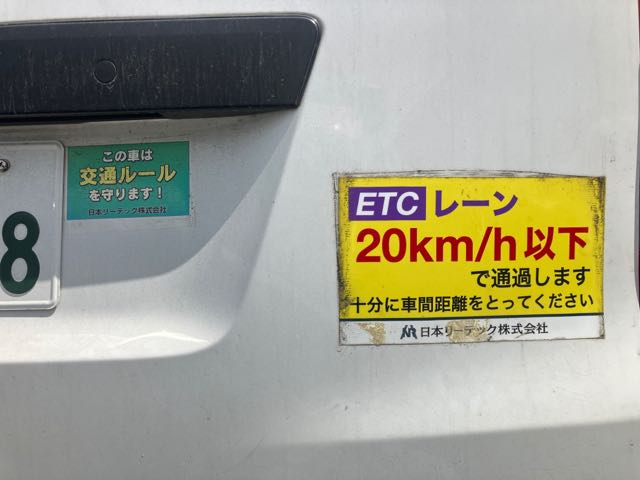 この車は
交通ルール
を守ります！
日本リーテック株式会社
8
ETC レーン
20km/h以下
で通過します
十分に車間距離をとってください
日本リーテック株式会社